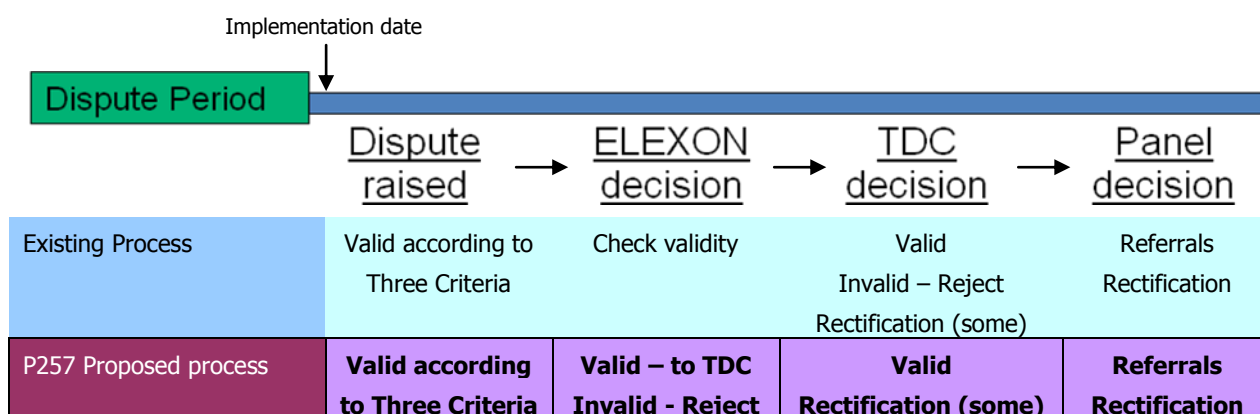 Implementation date
Dispute Period
Dispute raised
ELEXON decision
TDC decision
Panel decision
Existing Process
Valid according to
Three Criteria
Check validity
Valid
Invalid – Reject
Rectification (some)
Referrals
Rectification
P257 Proposed process
Valid according
to Three Criteria
Valid – to TDC
Invalid - Reject
Valid
Rectification (some)
Referrals
Rectification